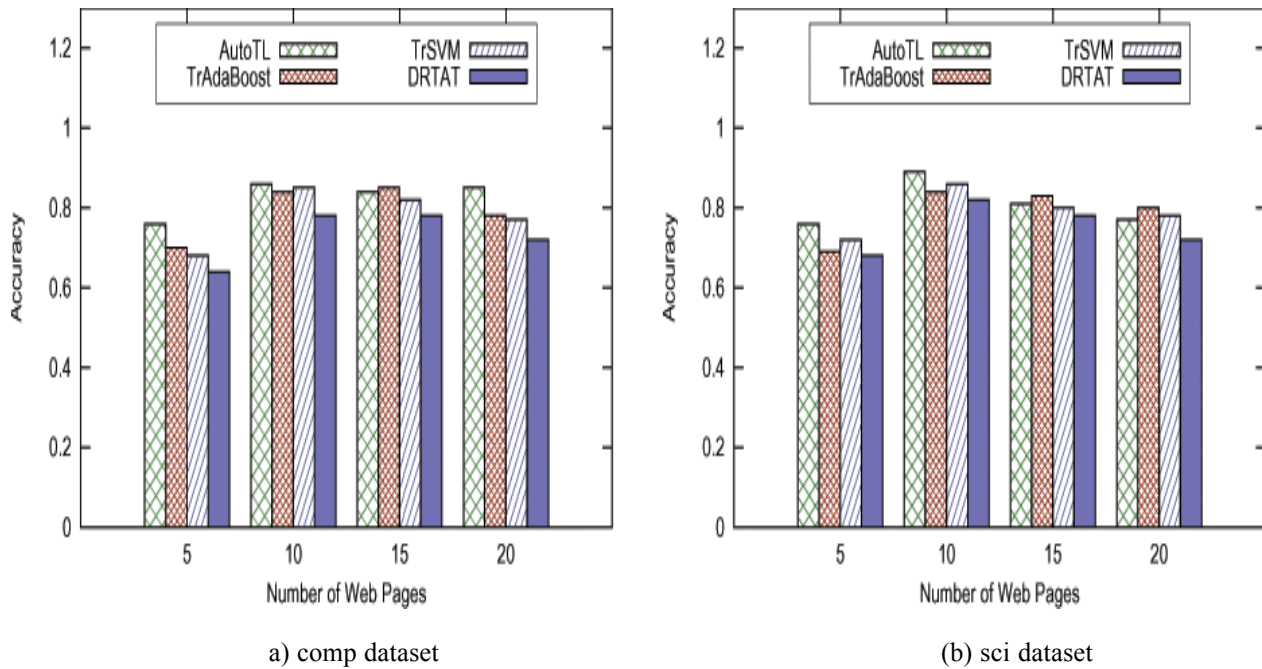 1.2
1
0.8
0.6
0.4
0.2
0
Accuracy
AutoTL
TrAdaBoost
TrSVM
DRTAT
5 10 15 20
Number of Web Pages
a) comp dataset
1.2
1
0.8
0.6
0.4
0.2
0
Accuracy
AutoTL
TrAdaBoost
TrSVM
DRTAT
5 10 15 20
Number of Web Pages
(b) sci dataset